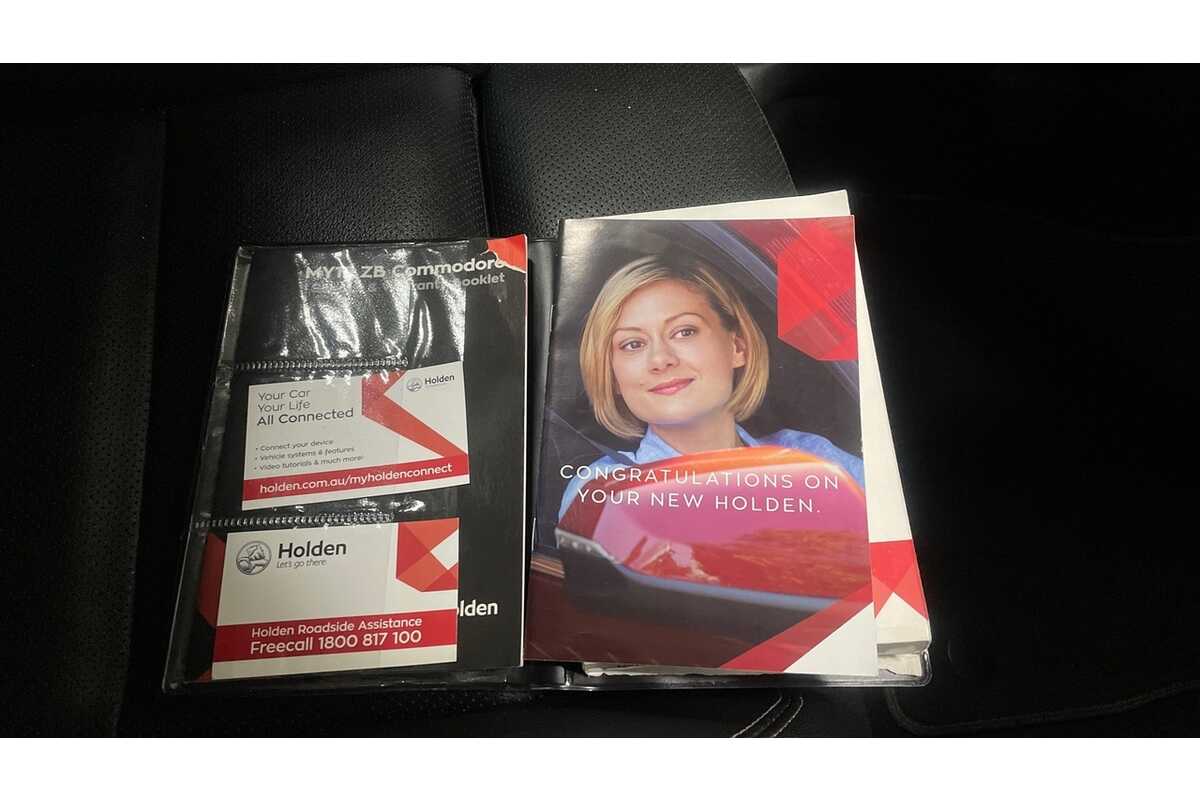 ZB Commodore
Booklet
Your Car
Your Life
All Connected
Holden
• Connect your device
• Vehicle systems & features
• Video tutorials & much more!
holden.com.au/myholdenconnect
Holden
Let's go there
lden
Holden Roadside Assistance
Freecall 1800 817 100
CONGRATULATIONS ON
YOUR NEW HOLDEN.